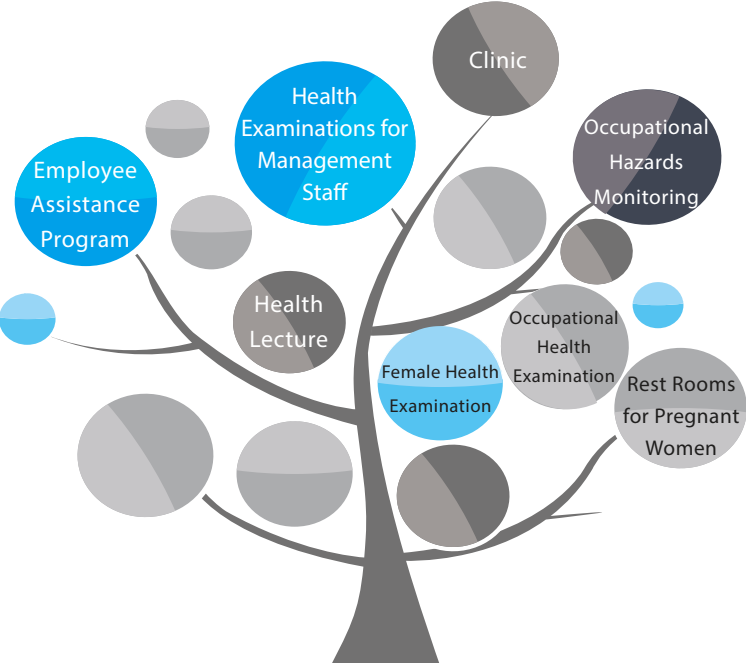 Clinic
Health
Examinations for
Management
Staff
Occupational
Hazards
Monitoring
Employee
Assistance
Program
Health
Lecture
Occupational
Health
Examination
Female Health
Examination
Rest Rooms
for Pregnant
Women